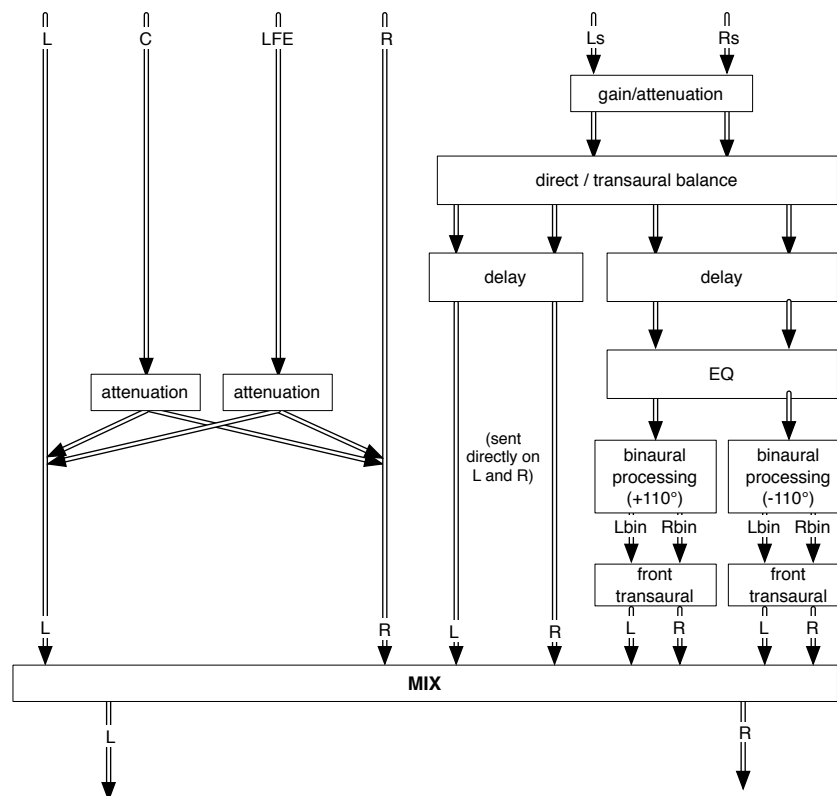 L
C
LFE
R
Ls
Rs
gain/attenuation
direct / transaural balance
delay
delay
attenuation
attenuation
EQ
(sent
directly on
L and R)
binaural
processing
(+110°)
binaural
processing
(-110°)
Lbin
Rbin
Lbin
Rbin
front
transaural
front
transaural
L
R
L
R
L
R
L
R
MIX
L
R